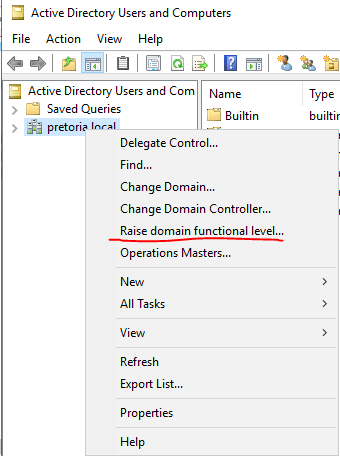 Active Directory Users and Computers
File Action View Help
Active Directory Users and Com
Saved Queries
pretoria.local
Name Type
Builtin builtin
Delegate Control...
Find...
Change Domain...
Change Domain Controller...
Raise domain functional level...
Operations Masters...
New
All Tasks
View
Refresh
Export List...
Properties
Help